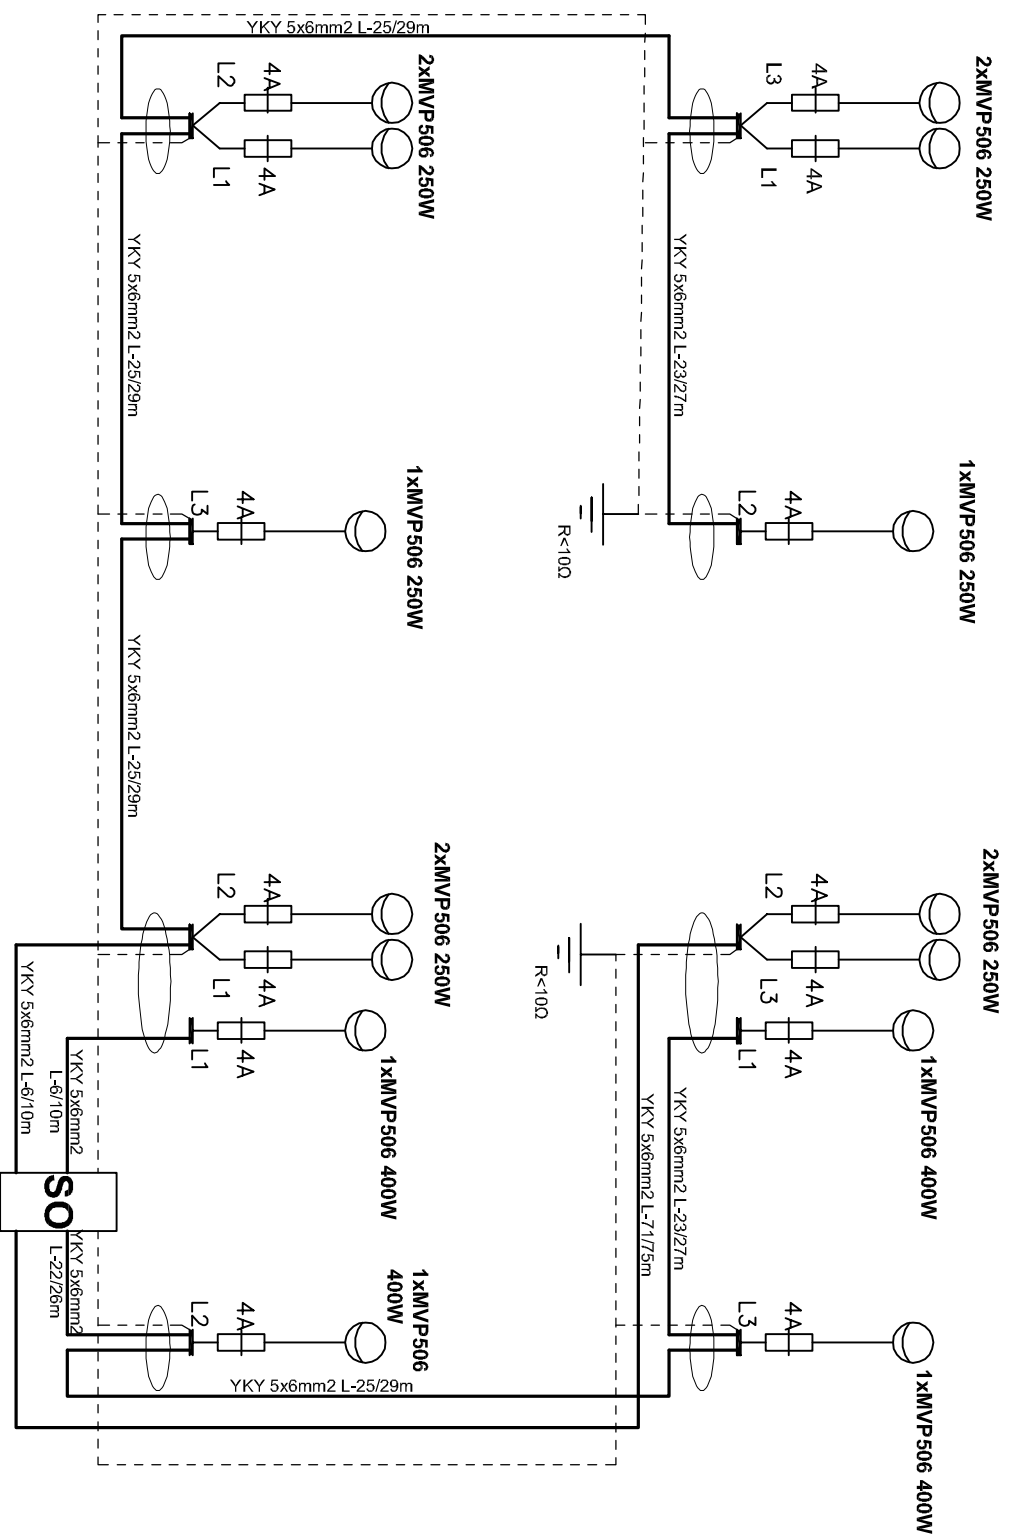 YKY 5x6mm2 L-25/29m
2xMVP506 250W
L2
4A
L1
4A
2xMVP506 250W
L3
4A
L1
4A
YKY 5x6mm2 L-25/29m
YKY 5x6mm2 L-23/27m
1xMVP506 250W
L3
4A
1xMVP506 250W
L2
4A
R<10Ω
YKY 5x6mm2 L-25/29m
2xMVP506 250W
L2
4A
L1
4A
2xMVP506 250W
L2
4A
L3
4A
R<10Ω
L1
4A
1xMVP506 400W
L1
4A
1xMVP506 400W
YKY 5x6mm2 L-6/10m
YKY 5x6mm2
L-6/10m
YKY 5x6mm2 L-71/75m
YKY 5x6mm2 L-23/27m
SO
YKY 5x6mm2
L-22/26m
L2
4A
1xMVP506
400W
L3
4A
1xMVP506 400W
YKY 5x6mm2 L-25/29m